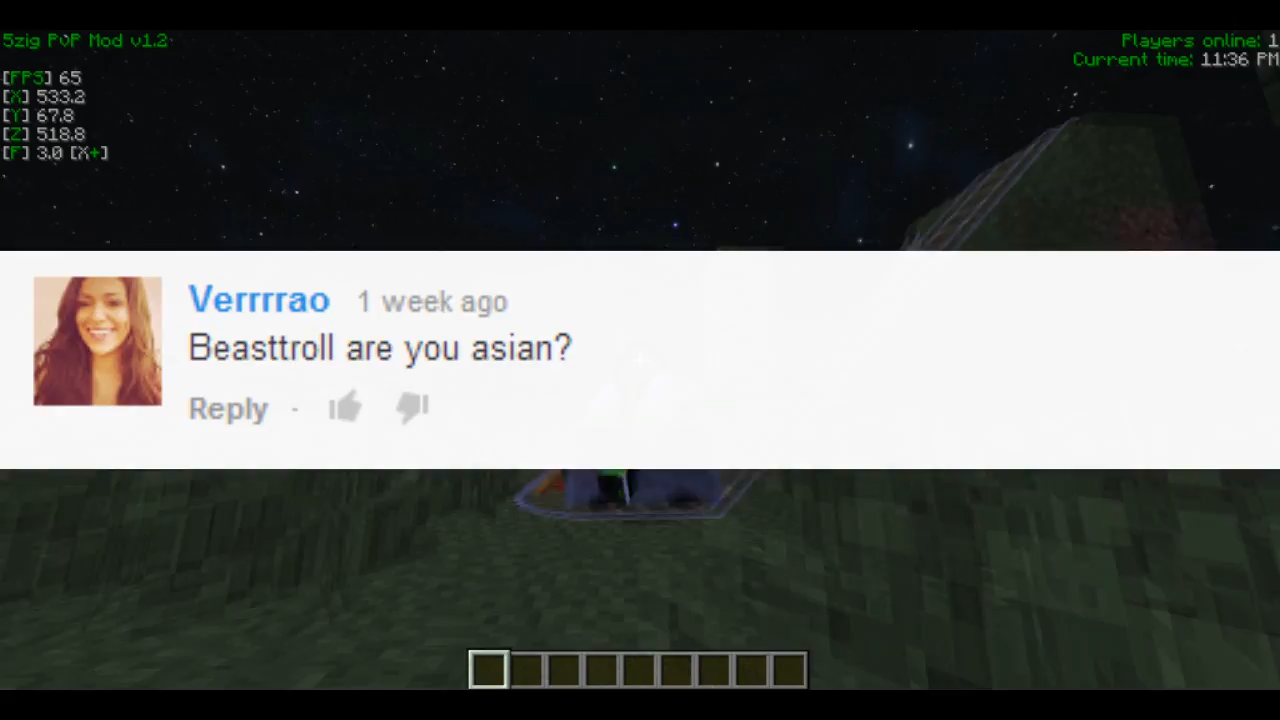 5zig PvP Mod v1.2
Players online: 1
Current time: 11:36 PM
[FPS] 65
[X] 533.2
[Y] 67.8
[Z] 518.8
[F] 3.0 [X+]
Verrrrao 1 week ago
Beasttroll are you asian?
Reply ·